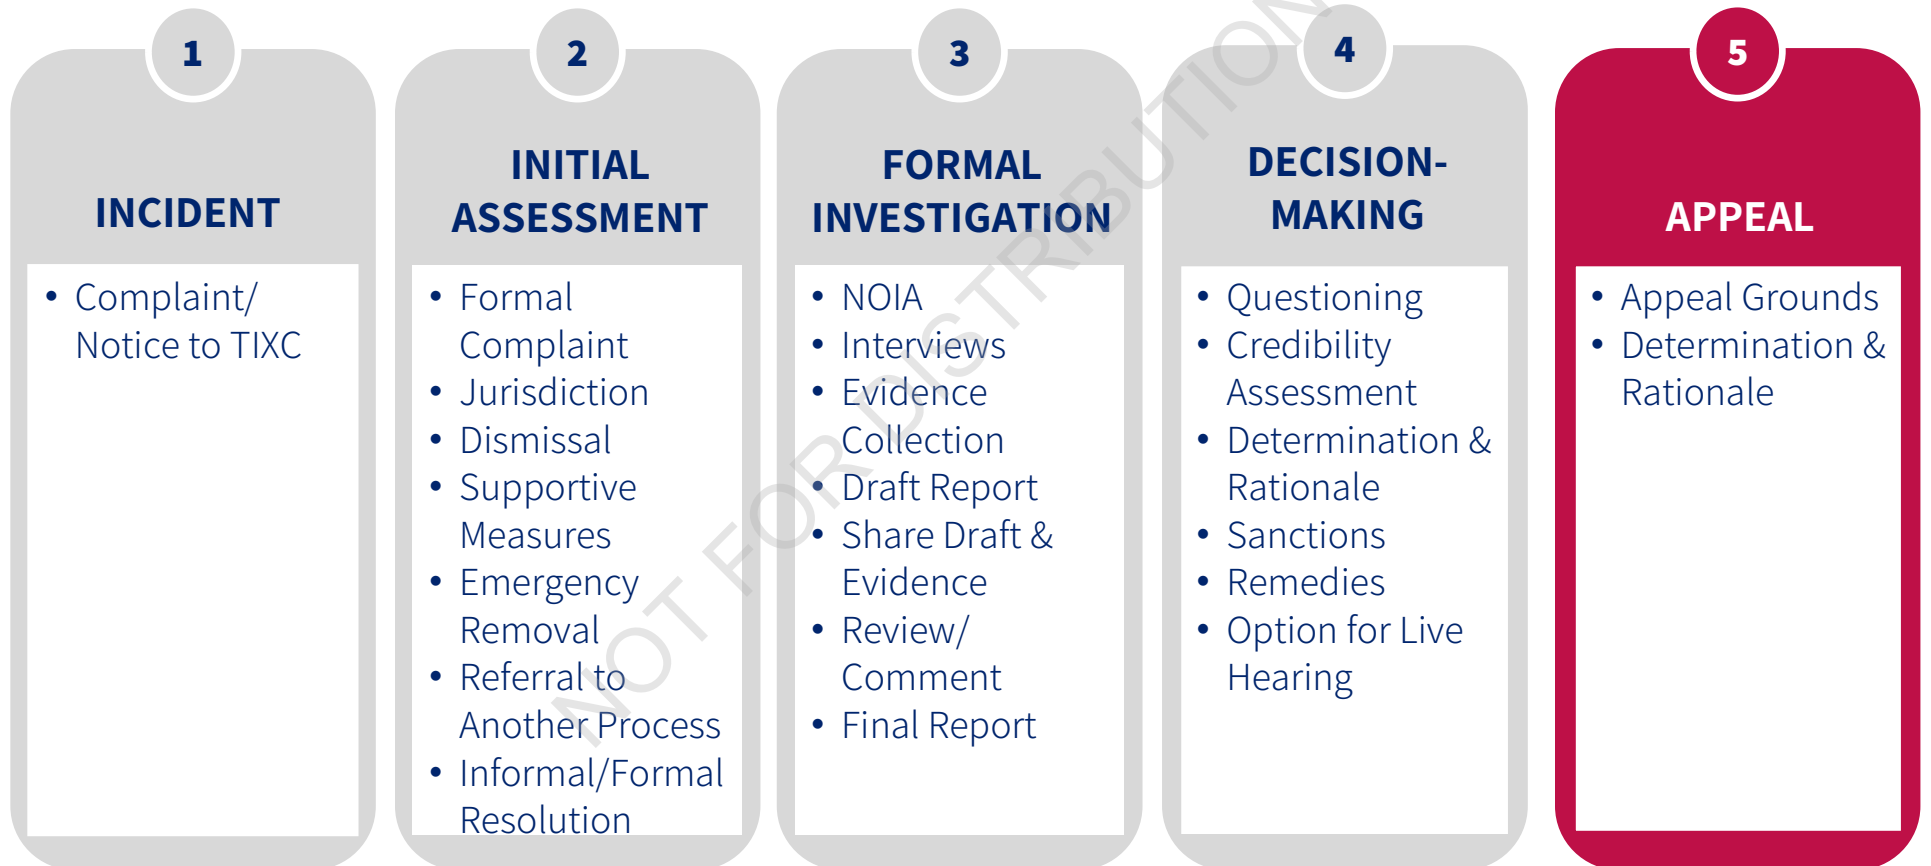 1
INCIDENT
• Complaint/
Notice to TIXC
2
INITIAL
ASSESSMENT
• Formal
Complaint
• Jurisdiction
• Dismissal
• Supportive
Measures
• Emergency
Removal
• Referral to
Another Process
• Informal/Formal
Resolution
3
FORMAL
INVESTIGATION
• NOIA
• Interviews
• Evidence
Collection
• Draft Report
• Share Draft &
Evidence
• Review/
Comment
• Final Report
4
DECISION-
MAKING
• Questioning
• Credibility
Assessment
• Determination &
Rationale
• Sanctions
• Remedies
• Option for Live
Hearing
5
APPEAL
• Appeal Grounds
• Determination &
Rationale
NOT FOR DISTRIBUTION